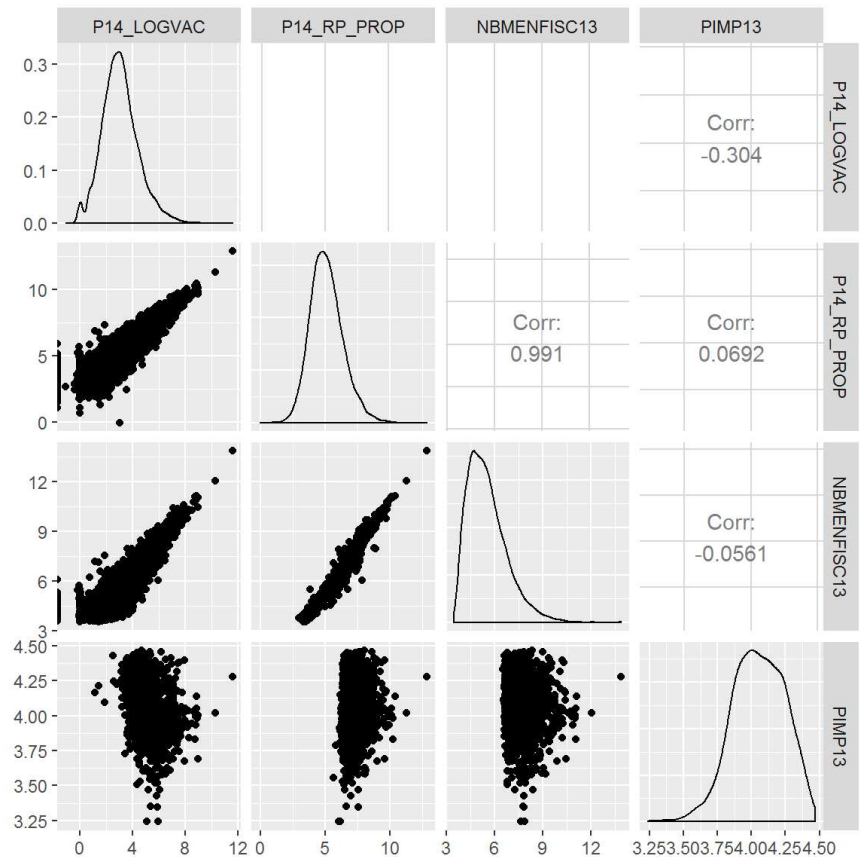 P14_LOGVAC P14_RP_PROP NBMENFISC13 PIMP13
0.3
0.2
0.1
0.0
Corr:
-0.304
P14_LOGVAC
10
5
0
Corr:
0.991
Corr:
0.0692
P14_RP_PROP
12
9
6
3
Corr:
-0.0561
NBMENFISC13
4.50
4.25
4.00
3.75
3.50
3.25
PIMP13
0 4 8 12 0 5 10 3 6 9 12 3.25 3.50 3.75 4.00 4.25 4.50